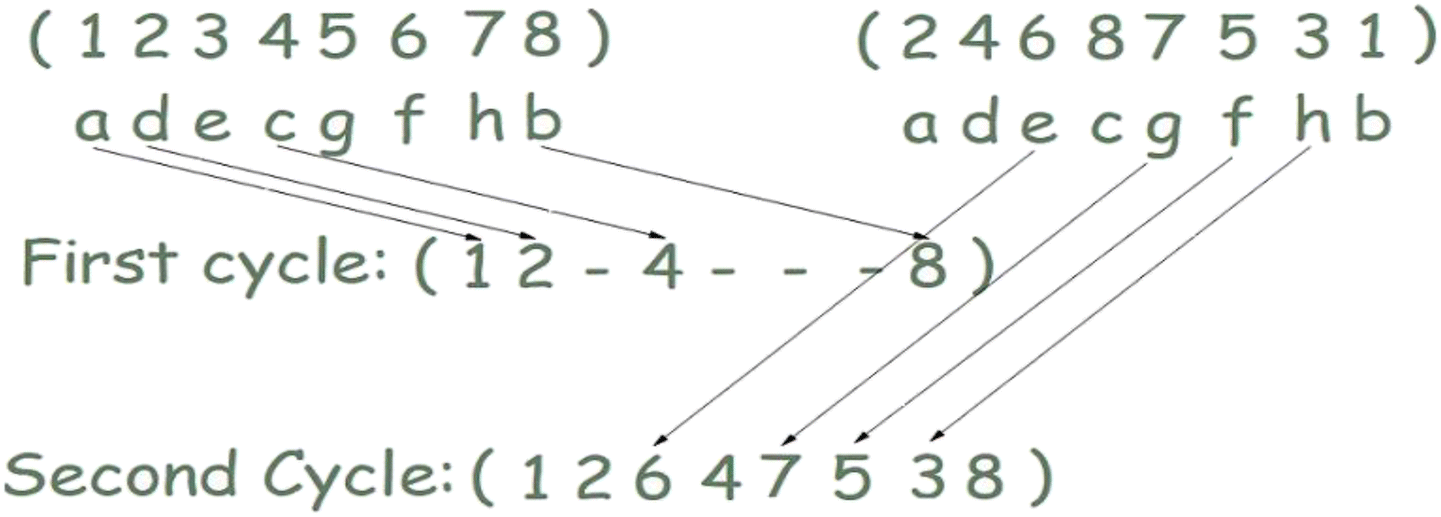 ( 1 2 3 4 5 6 7 8 ) ( 2 4 6 8 7 5 3 1 )
a d e c g f h b a d e c g f h b
First cycle: ( 1 2 - 4 - - - 8 )
Second Cycle: ( 1 2 6 4 7 5 3 8 )